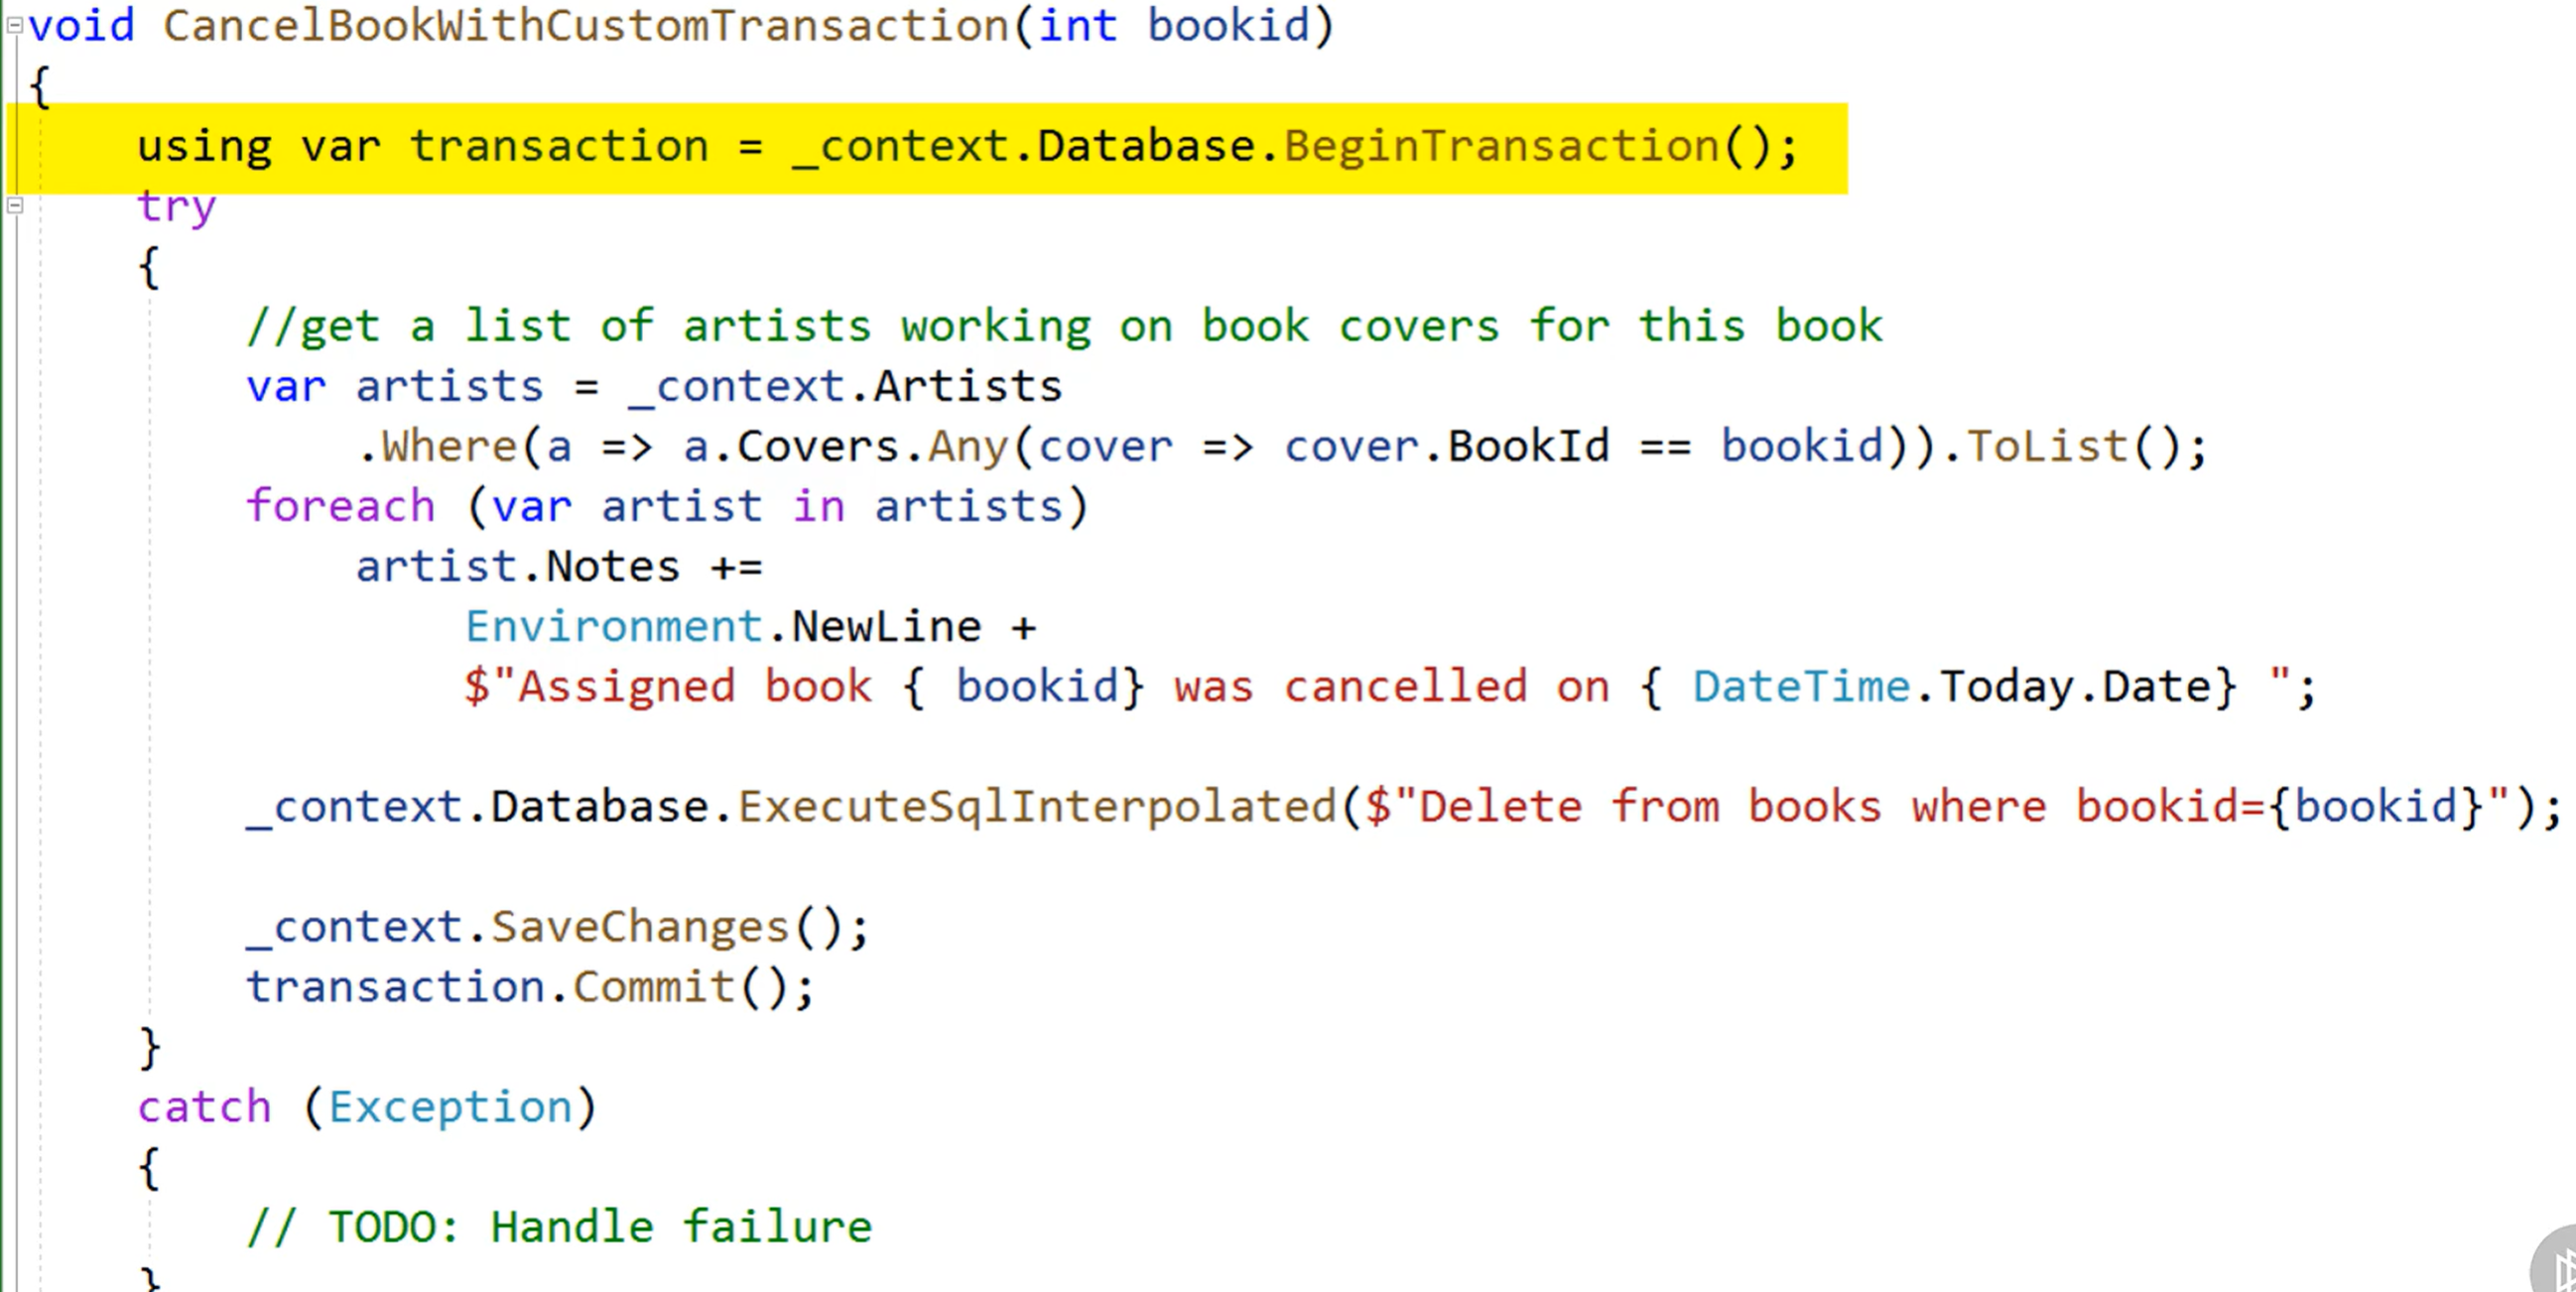 void CancelBookWithCustomTransaction(int bookid)
{
using var transaction = _context.Database.BeginTransaction();
try
{
//get a list of artists working on book covers for this book
var artists = _context.Artists
.Where(a => a.Covers.Any(cover => cover.BookId == bookid)).ToList();
foreach (var artist in artists)
artist.Notes +=
Environment.NewLine +
$"Assigned book { bookid} was cancelled on { DateTime.Today.Date} ";
_context.Database.ExecuteSqlInterpolated($"Delete from books where bookid={bookid}");
_context.SaveChanges();
transaction.Commit();
}
catch (Exception)
{
// TODO: Handle failure
}